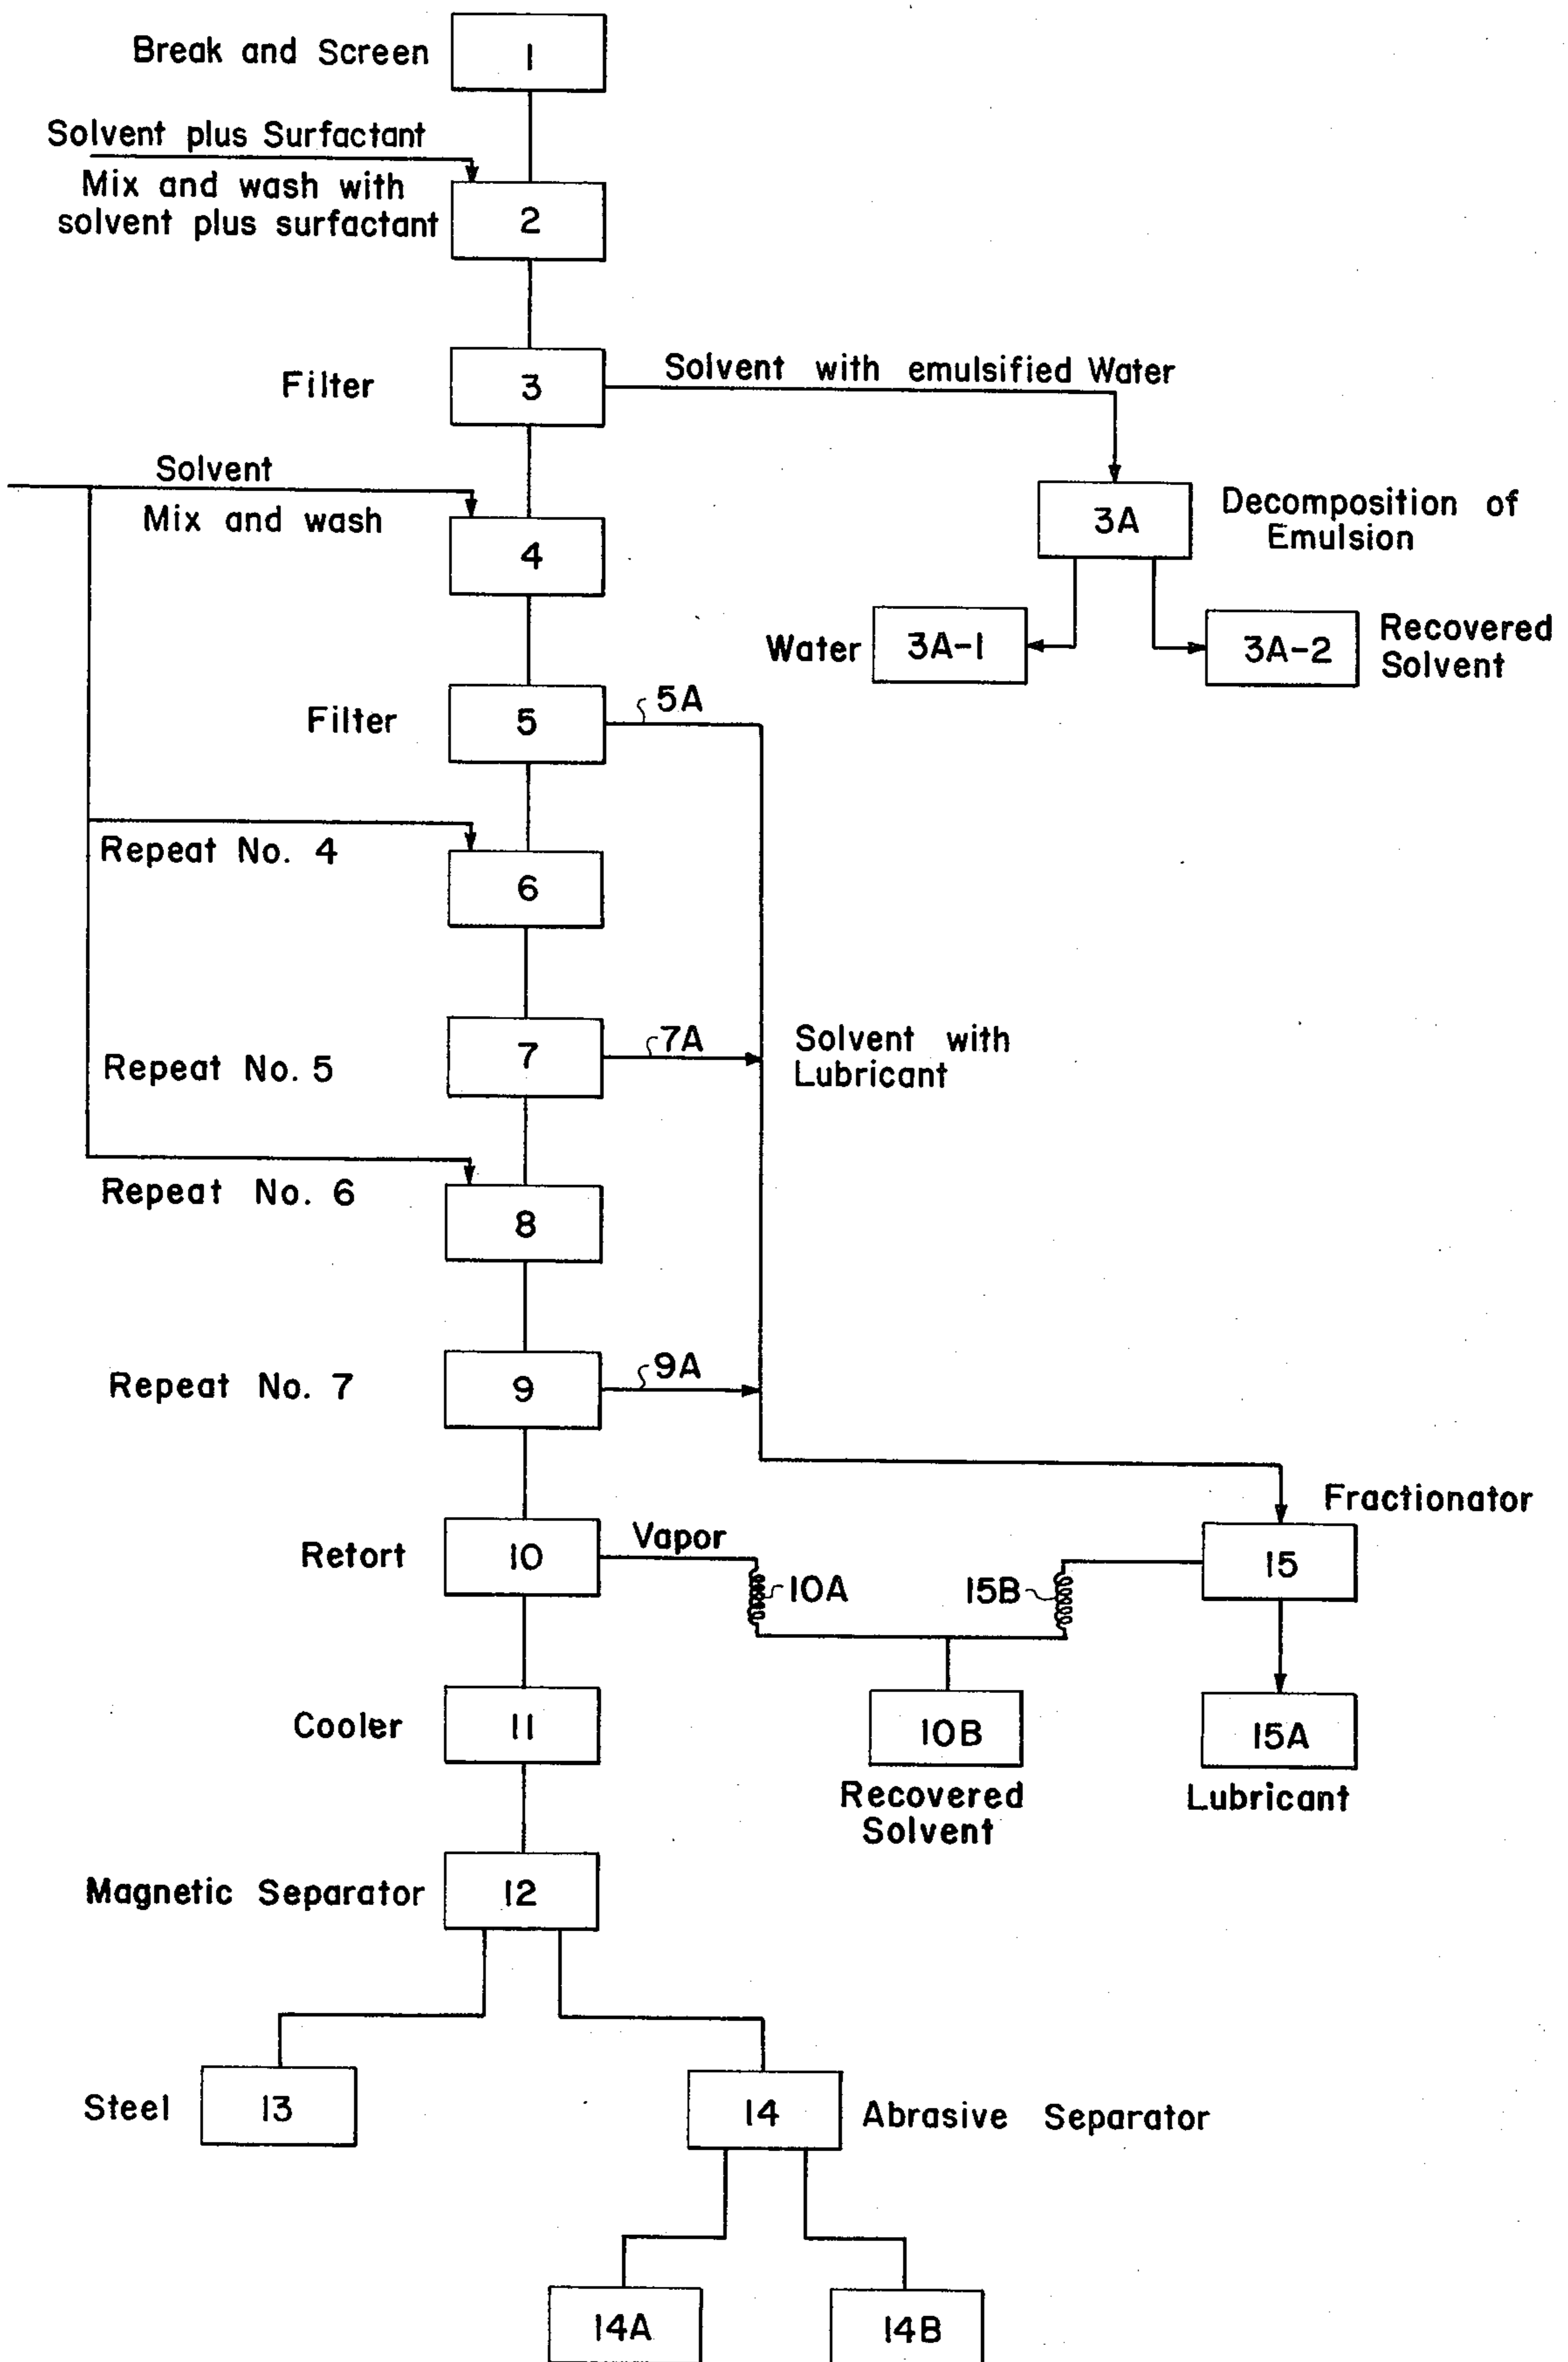 Break and Screen
1
Solvent plus Surfactant
Mix and wash with
solvent plus surfactant
2
Filter
3
Solvent with emulsified Water
Solvent
Mix and wash
4
3A
Decomposition of
Emulsion
Water
3A-1
3A-2
Recovered
Solvent
Filter
5
5A
Repeat No. 4
6
Repeat No. 5
7
7A
Solvent with
Lubricant
Repeat No. 6
8
Repeat No. 7
9
9A
Fractionator
Retort
10
Vapor
10A
15B
15
Cooler
11
10B
Recovered
Solvent
15A
Lubricant
Magnetic Separator
12
Steel
13
14
Abrasive Separator
14A
14B